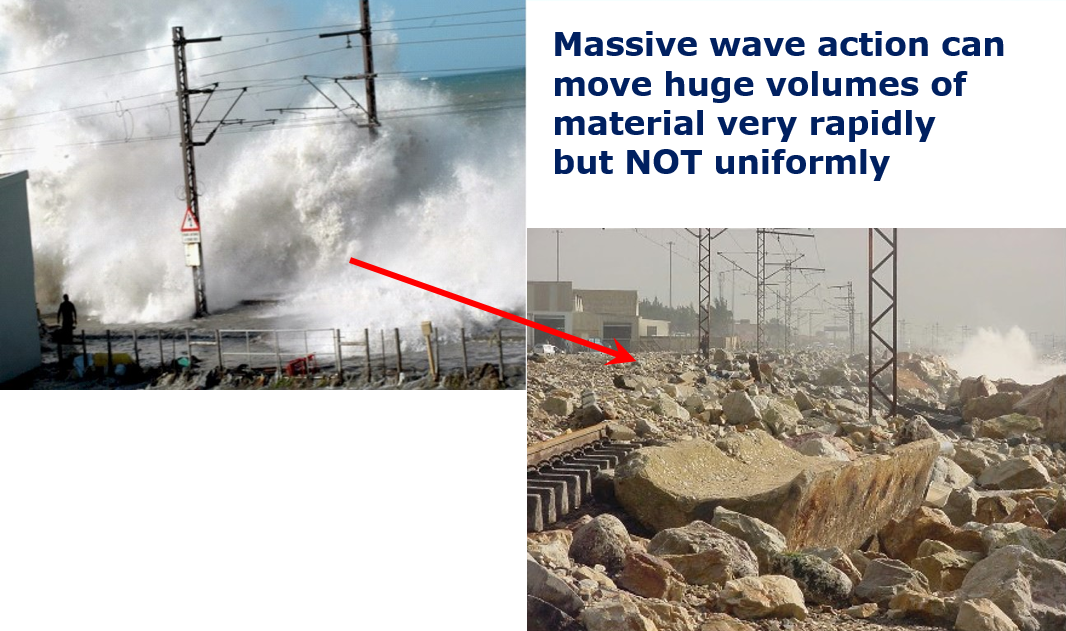 Massive wave action can
move huge volumes of
material very rapidly
but NOT uniformly